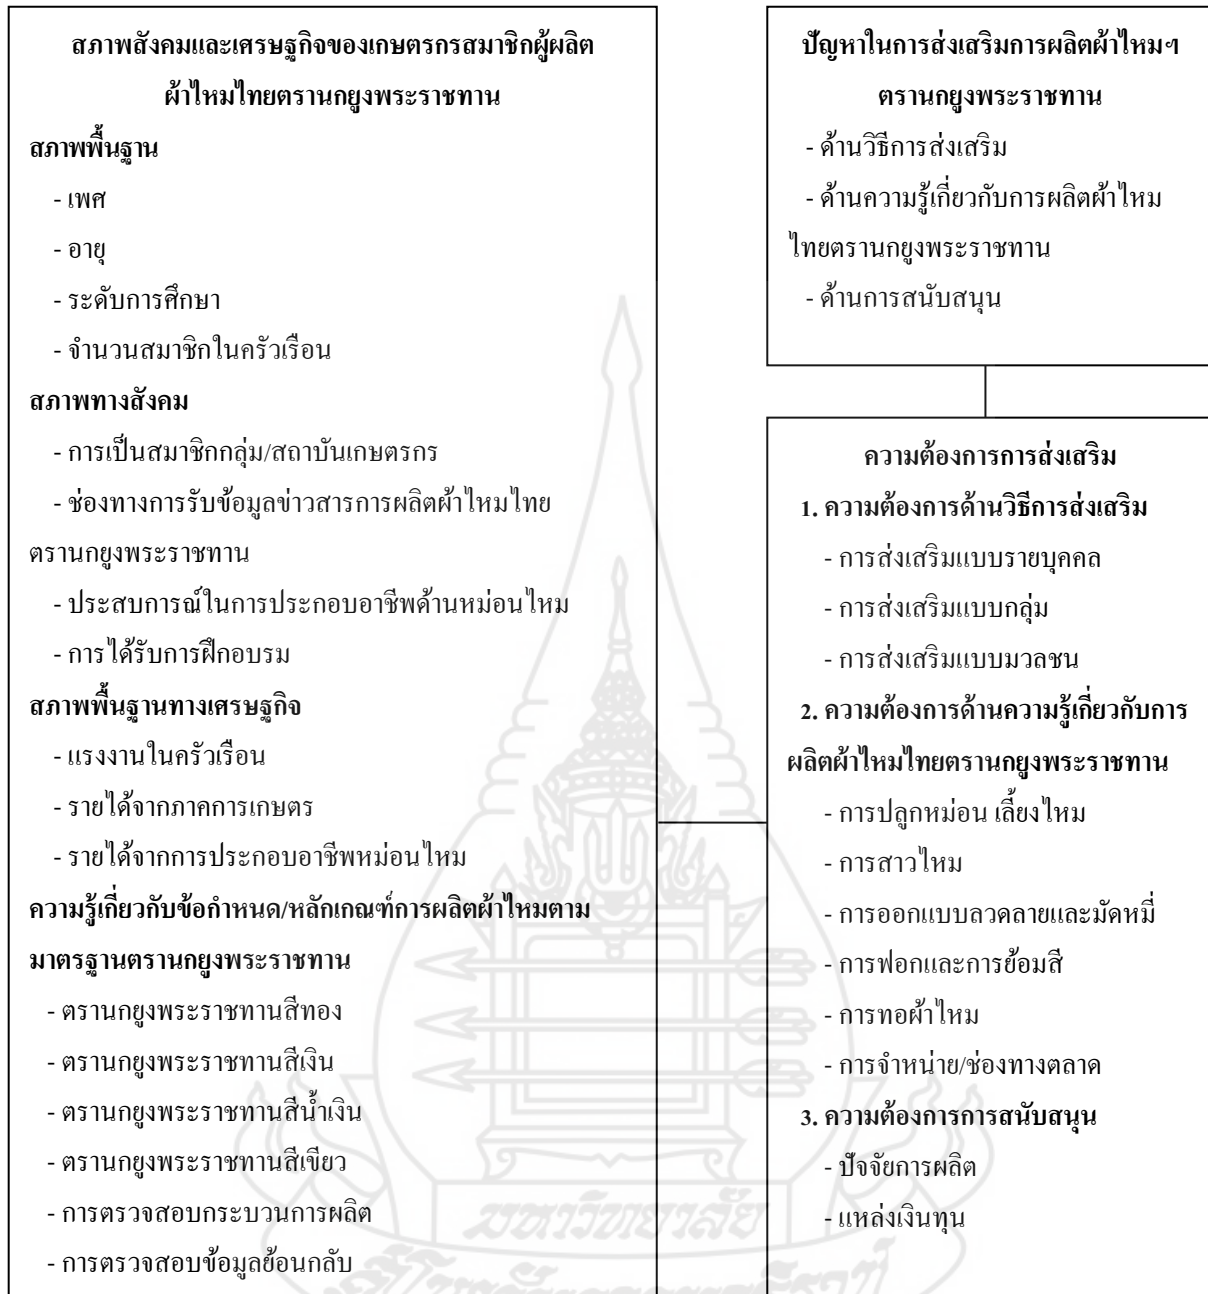 สภาพสังคมและเศรษฐกิจของเกษตรกรสมาชิกผู้ผลิต
ผ้าไหมไทยตรานกยูงพระราชทาน
สภาพพื้นฐาน
- เพศ
- อายุ
- ระดับการศึกษา
- จำนวนสมาชิกในครัวเรือน
สภาพทางสังคม
- การเป็นสมาชิกกลุ่ม/สถาบันเกษตรกร
- ช่องทางการรับข้อมูลข่าวสารการผลิตผ้าไหมไทย
ตรานกยูงพระราชทาน
- ประสบการณ์ในการประกอบอาชีพด้านหม่อนไหม
- การได้รับการฝึกอบรม
สภาพพื้นฐานทางเศรษฐกิจ
- แรงงานในครัวเรือน
- รายได้จากภาคการเกษตร
- รายได้จากการประกอบอาชีพหม่อนไหม
ความรู้เกี่ยวกับข้อกำหนด/หลักเกณฑ์การผลิตผ้าไหมตาม
มาตรฐานตรานกยูงพระราชทาน
- ตรานกยูงพระราชทานสีทอง
- ตรานกยูงพระราชทานสีเงิน
- ตรานกยูงพระราชทานสีน้ำเงิน
- ตรานกยูงพระราชทานสีเขียว
- การตรวจสอบกระบวนการผลิต
- การตรวจสอบข้อมูลย้อนกลับ
ปัญหาในการส่งเสริมการผลิตผ้าไหมฯ
ตรานกยูงพระราชทาน
- ด้านวิธีการส่งเสริม
- ด้านความรู้เกี่ยวกับการผลิตผ้าไหม
ไทยตรานกยูงพระราชทาน
- ด้านการสนับสนุน
ความต้องการการส่งเสริม
1. ความต้องการด้านวิธีการส่งเสริม
- การส่งเสริมแบบรายบุคคล
- การส่งเสริมแบบกลุ่ม
- การส่งเสริมแบบมวลชน
2. ความต้องการด้านความรู้เกี่ยวกับการ
ผลิตผ้าไหมไทยตรานกยูงพระราชทาน
- การปลูกหม่อน เลี้ยงไหม
- การสาวไหม
- การออกแบบลวดลายและมัดหมี่
- การฟอกและการย้อมสี
- การทอผ้าไหม
- การจำหน่าย/ช่องทางตลาด
3. ความต้องการการสนับสนุน
- ปัจจัยการผลิต
- แหล่งเงินทุน
มหาวิทยาลัย